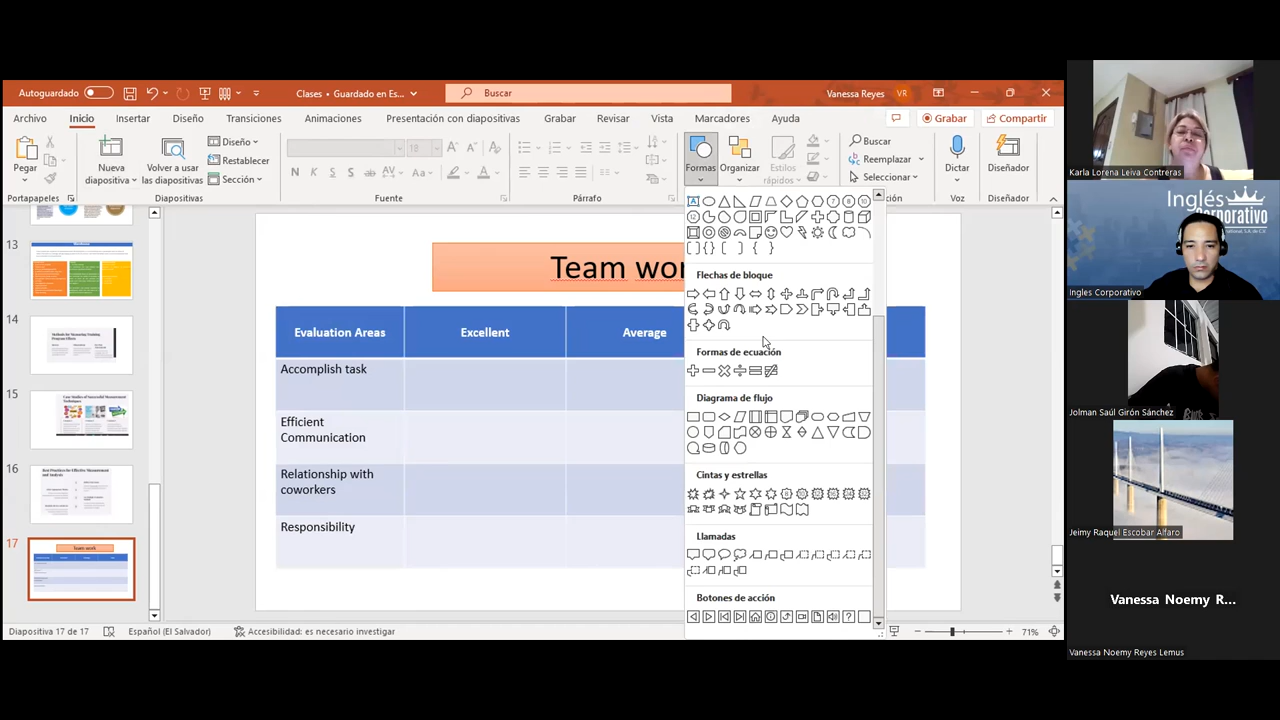 Autoguardado
Clases • Guardado en Es...
Buscar
Vanessa Reyes
VR
Archivo
Inicio
Insertar
Diseño
Transiciones
Animaciones
Presentación con diapositivas
Grabar
Revisar
Vista
Marcadores
Ayuda
Grabar
Compartir
Pegar
Nueva
diapositiva
Volver a usar
las diapositivas
Diseño
Restablecer
Sección
18
N K S S
Formas
Organizar
Estilos
rápidos
Buscar
Reemplazar
Seleccionar
Dictar
Diseñador
Portapapeles
Diapositivas
Fuente
Párrafo
Voz
Diseñador
13
14
15
16
17
Team work
Team wor
Evaluation Areas
Excellent
Average
Accomplish task
Efficient
Communication
Relationship with
coworkers
Responsibility
Flechas de bloque
Formas de ecuación
Diagrama de flujo
Cintas y estrellas
Llamadas
Botones de acción
Diapositiva 17 de 17
Español (El Salvador)
Accesibilidad: es necesario investigar
71%
Karla Lorena Leiva Contreras
Inglés
Corporativo
Ingles Corporativo
Jolman Saúl Girón Sánchez
Jeimy Raquel Escobar Alfaro
Vanessa Noemy R...
Vanessa Noemy Reyes Lemus